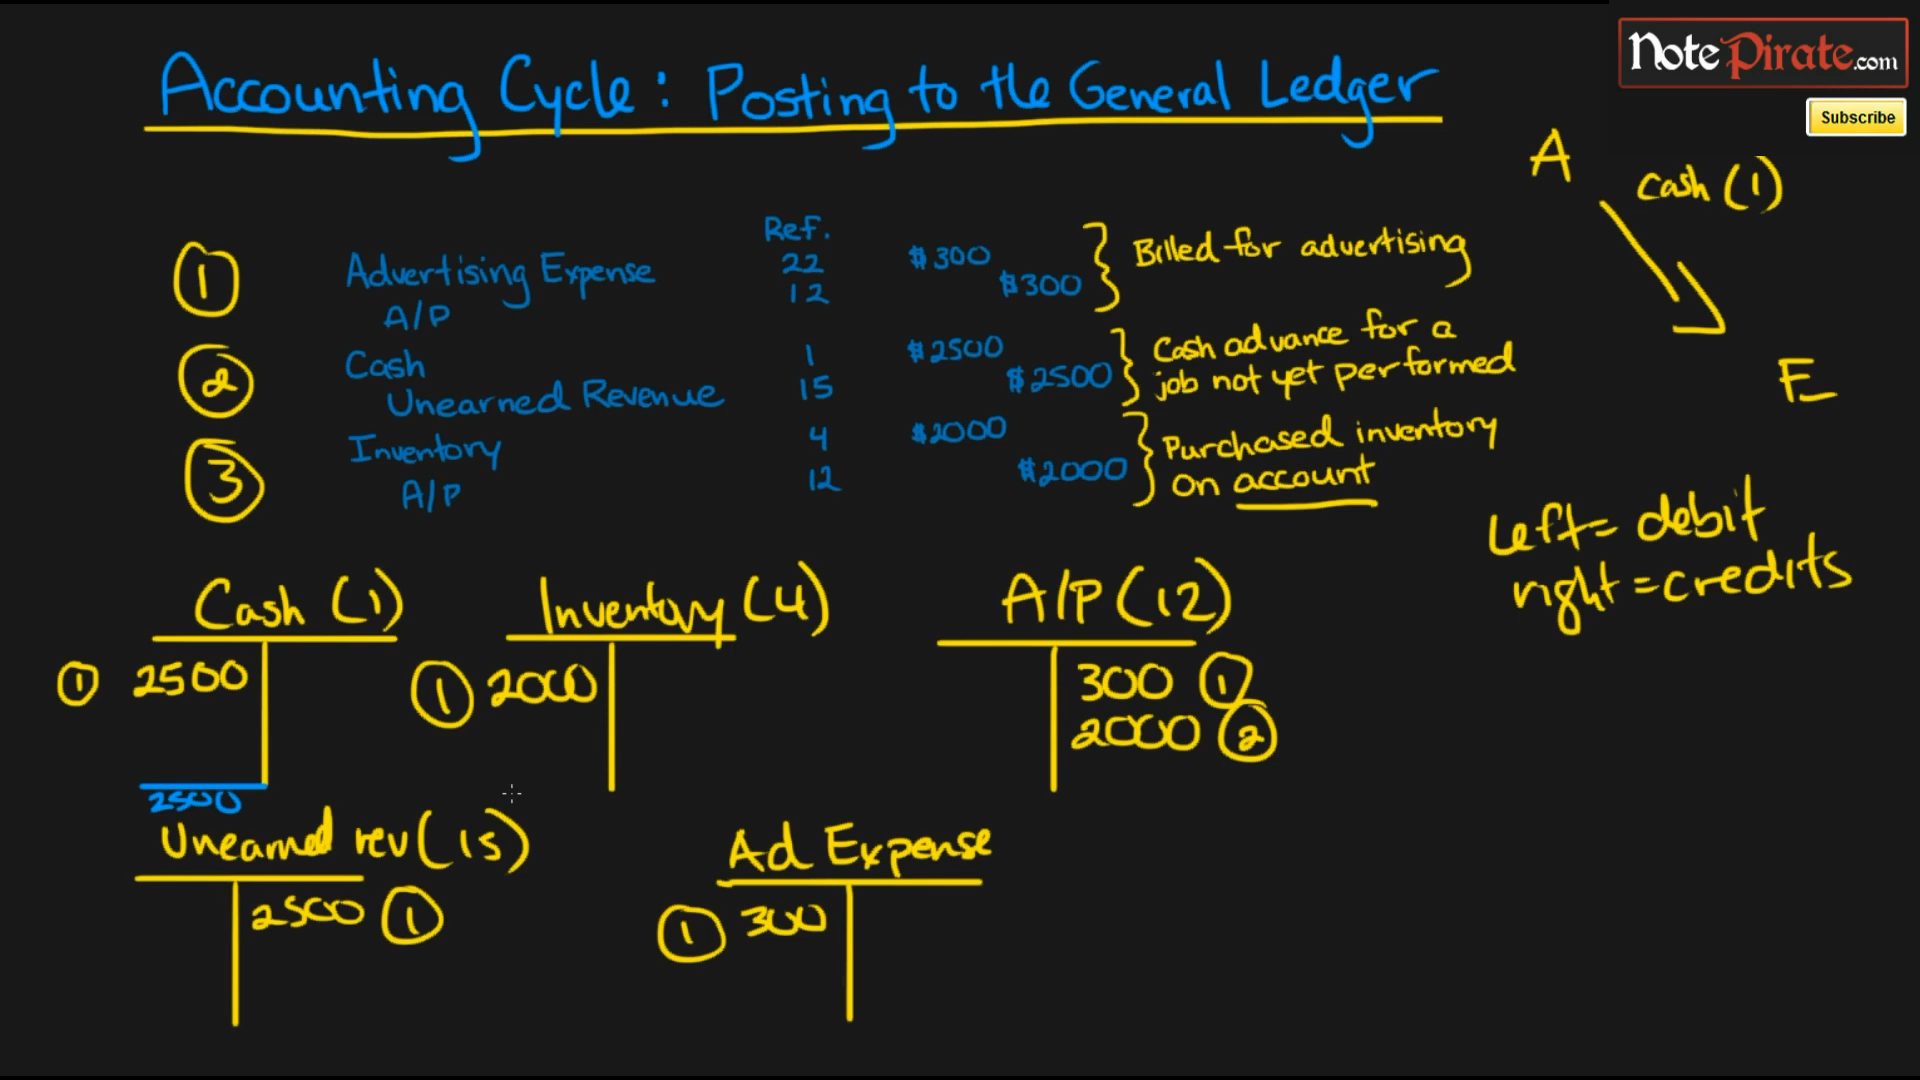 Accounting Cycle: Posting to the General Ledger
NotePirate.com
Subscribe
A
Cash (1)
E
Ref.
1 Advertising Expense 22 $300 Billed for advertising
A/P 12 $300
2 Cash 1 $2500 Cash advance for a
Unearned Revenue 15 $2500 job not yet performed
3 Inventory 4 $2000 Purchased inventory
A/P 12 $2000 on account
left = debit
right = credits
Cash (1) Inventory (4) A/P (12)
1 2500 1 2000 300 1
2000 2
2500
Unearned rev (15) Ad Expense
2500 1 1 300